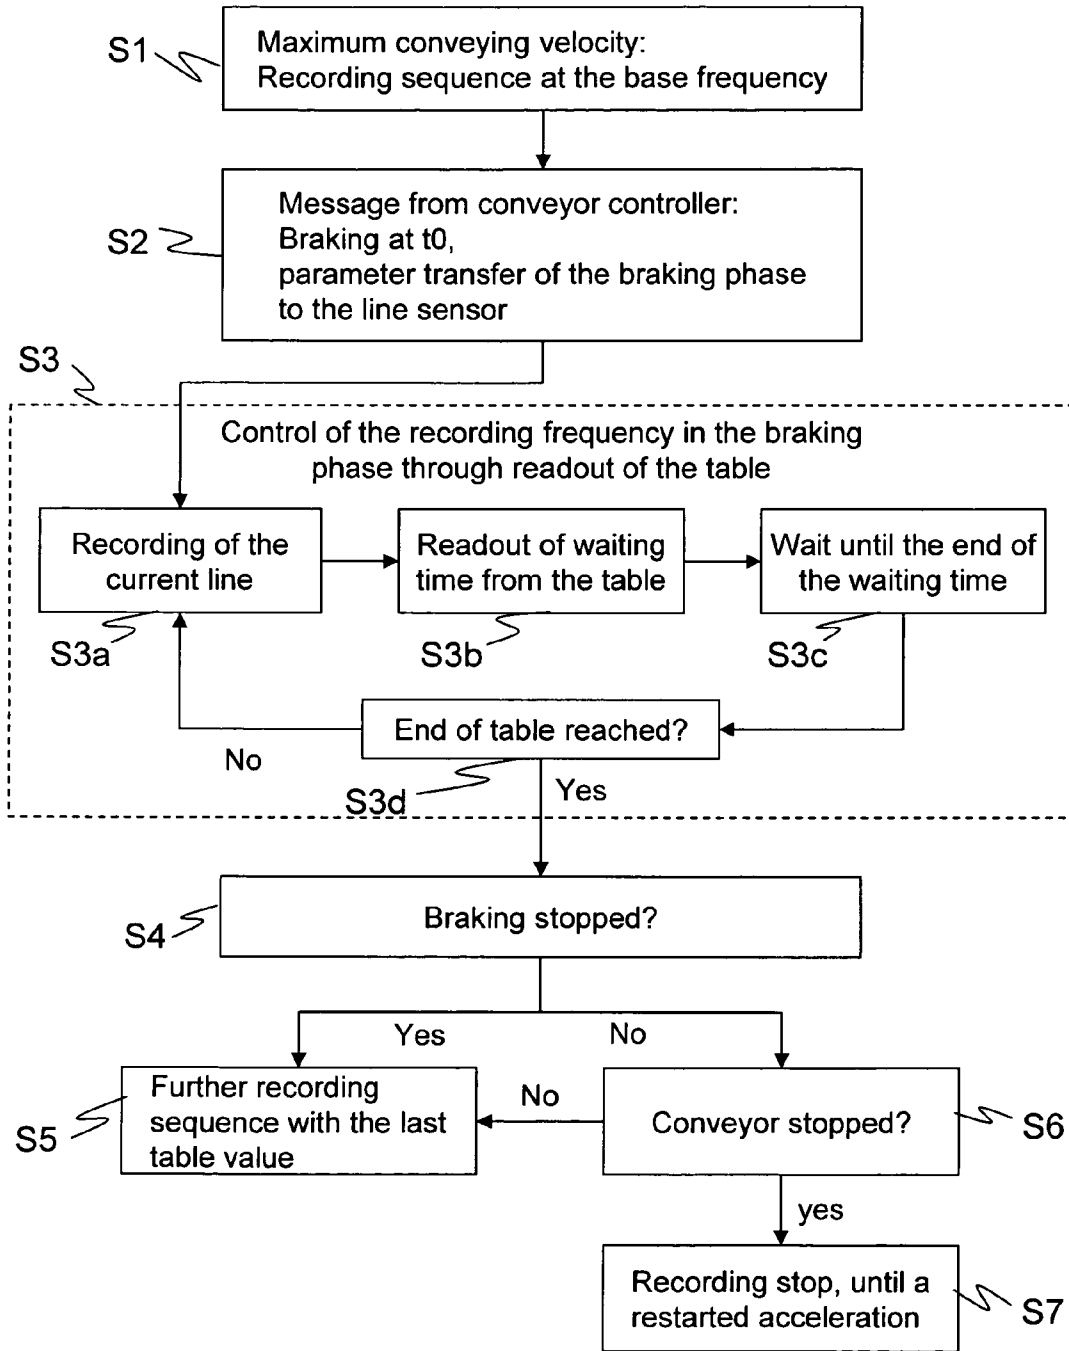 S1
Maximum conveying velocity:
Recording sequence at the base frequency
S2
Message from conveyor controller:
Braking at t0,
parameter transfer of the braking phase
to the line sensor
S3
Control of the recording frequency in the braking
phase through readout of the table
Recording of the
current line
Readout of waiting
time from the table
Wait until the end of
the waiting time
S3a
S3b
S3c
End of table reached?
No
S3d
Yes
S4
Braking stopped?
Yes
No
Further recording
sequence with the last
table value
S5
No
Conveyor stopped?
S6
yes
Recording stop, until a
restarted acceleration
S7